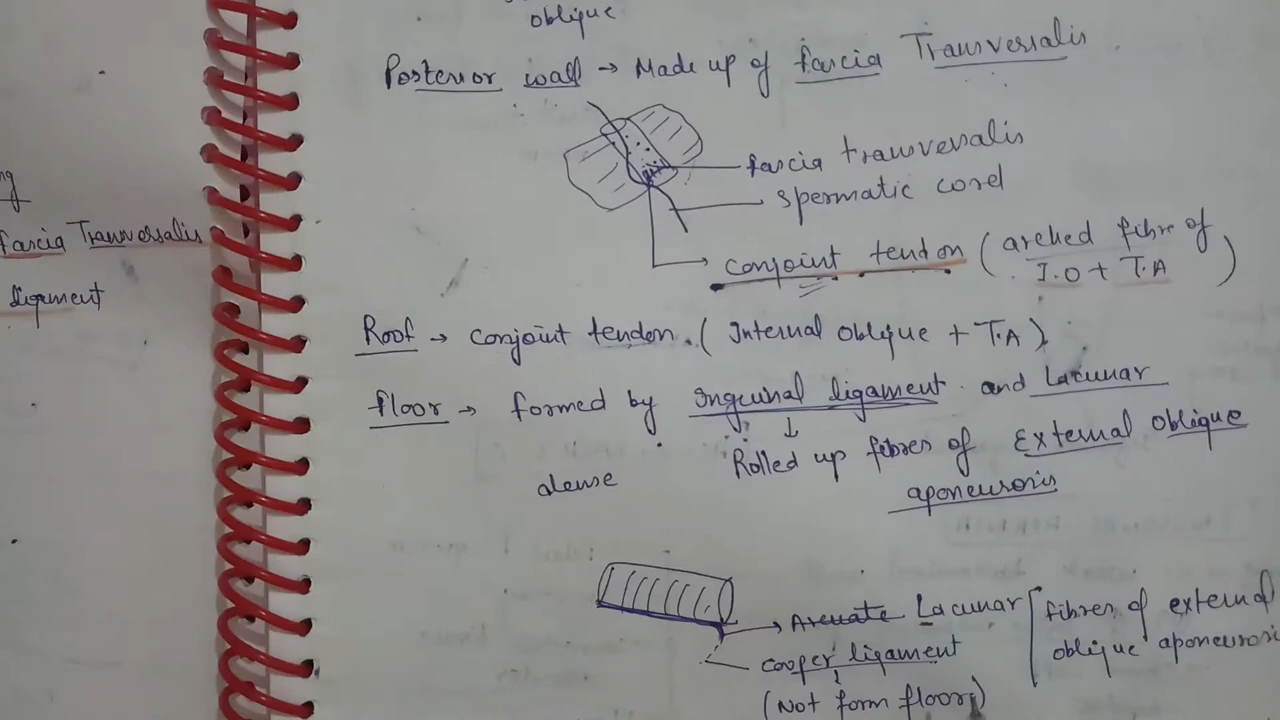 ng
fascia Transversalis
ligament
oblique
Posterior wall → Made up of fascia Transversalis
fascia transversalis
spermatic cord
conjoint tendon (arched fibre of
I.O + T.A)
Roof → conjoint tendon. (Internal oblique + T.A)
floor → formed by Inguinal ligament and Lacunar
↓
Rolled up fibres of External oblique
aponeurosis
dense
Arcuate Lacunar [fibres of external
oblique aponeurosis
cooper ligament
(Not form floor)